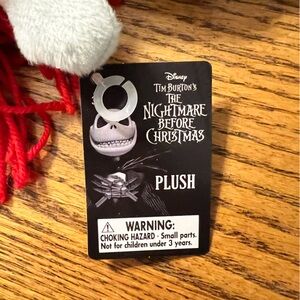 Disney
TIM BURTON'S
THE
NIGHTMARE
BEFORE
CHRISTMAS
PLUSH
WARNING:
CHOKING HAZARD - Small parts.
Not for children under 3 years.